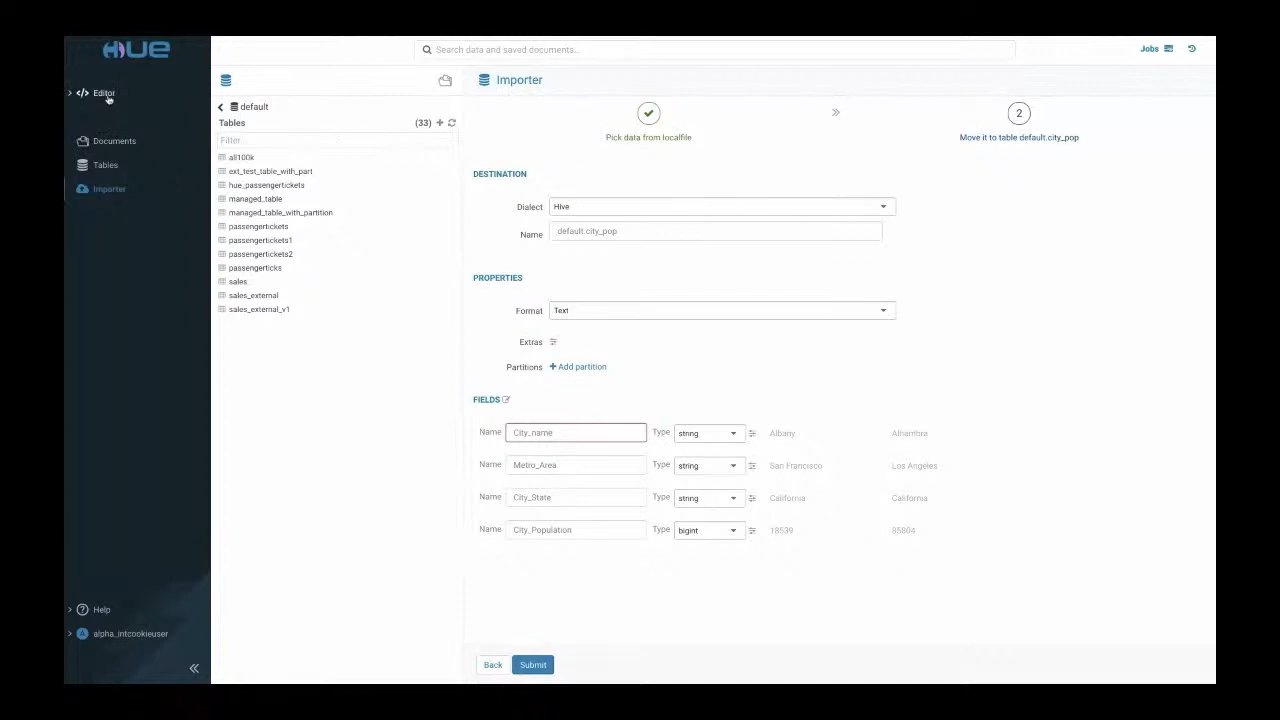 HUE
Search data and saved documents...
Jobs
Editor
Documents
Tables
Importer
Help
alpha_intcookieuser
default
Tables
(33)
Filter...
all100k
ext_test_table_with_part
hue_passengertickets
managed_table
managed_table_with_partition
passengertickets
passengertickets1
passengertickets2
passengerticks
sales
sales_external
sales_external_v1
Importer
2
Pick data from localfile
Move it to table default.city_pop
DESTINATION
Dialect Hive
Name default.city_pop
PROPERTIES
Format Text
Extras
Partitions Add partition
FIELDS
Name City_name Type string Albany Alhambra
Name Metro_Area Type string San Francisco Los Angeles
Name City_State Type string California California
Name City_Population Type bigint 18539 85804
Back Submit